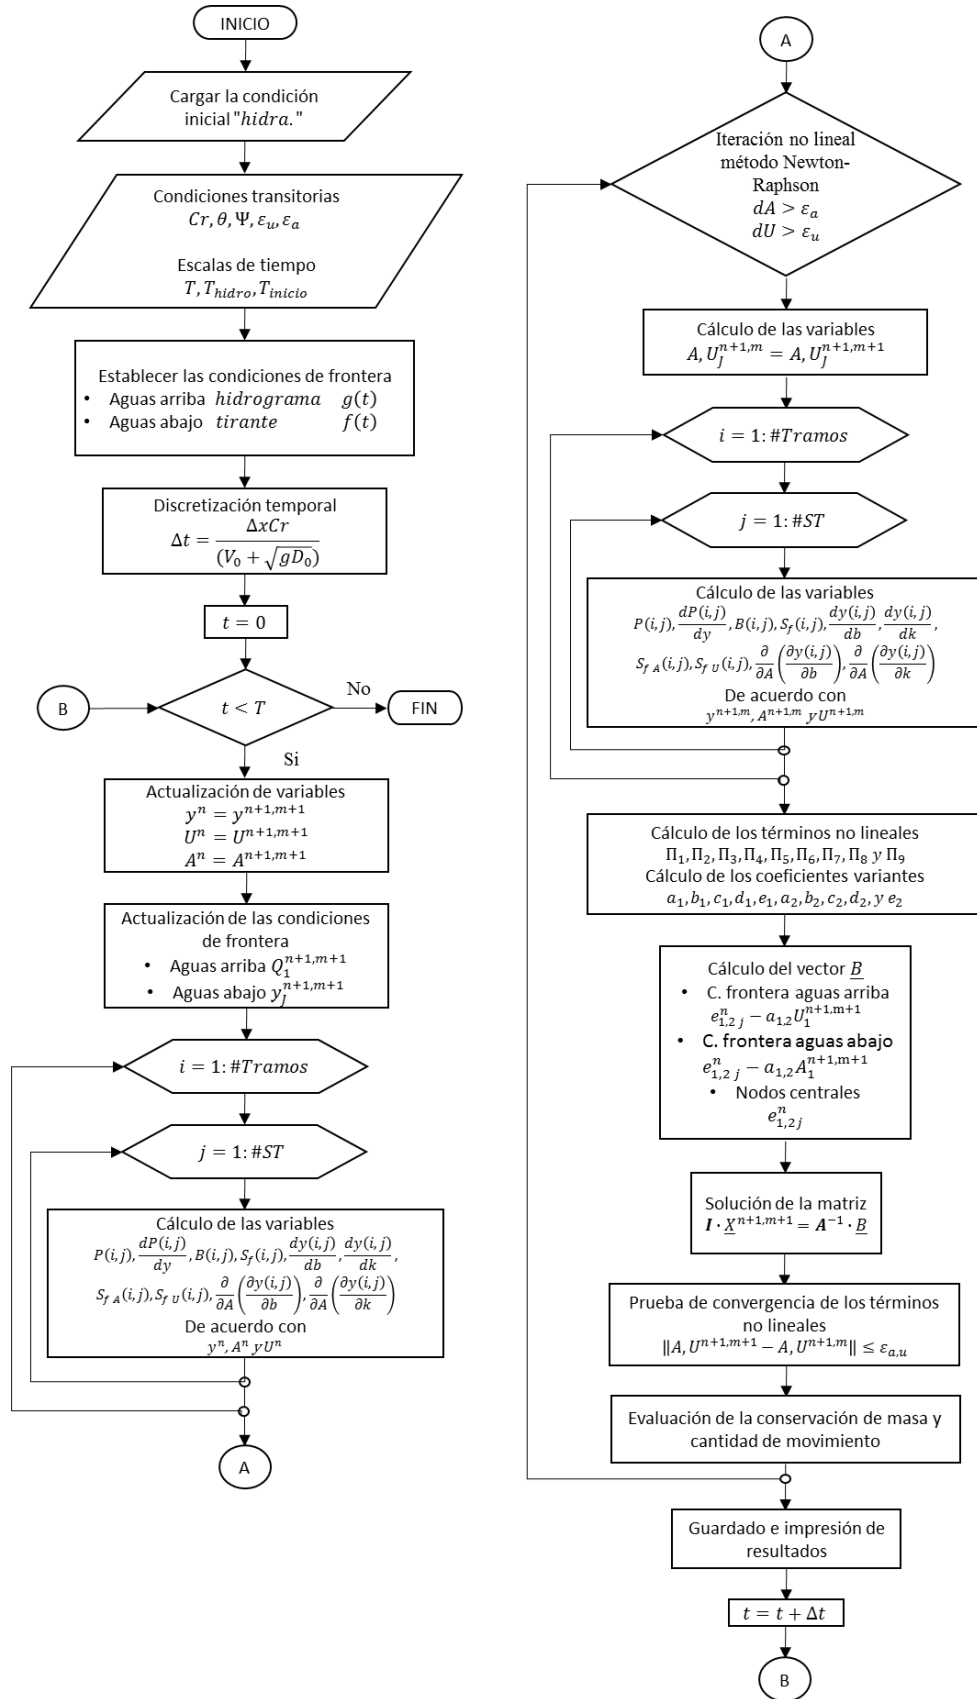 INICIO
Cargar la condición
inicial "hidra."
Condiciones transitorias
Cr, θ, Ψ, ε_u, ε_a
Escalas de tiempo
T, T_hidro, T_inicio
Establecer las condiciones de frontera
• Aguas arriba hidrograma g(t)
• Aguas abajo tirante f(t)
Discretización temporal
Δt = ΔxCr / (V_0 + √gD_0)
t = 0
B
t < T
No
FIN
Si
Actualización de variables
y^n = y^{n+1,m+1}
U^n = U^{n+1,m+1}
A^n = A^{n+1,m+1}
Actualización de las condiciones
de frontera
• Aguas arriba Q_1^{n+1,m+1}
• Aguas abajo y_J^{n+1,m+1}
i = 1: #Tramos
j = 1: #ST
Cálculo de las variables
P(i,j), dP(i,j)/dy, B(i,j), S_f(i,j), dy(i,j)/db, dy(i,j)/dk,
S_{f A}(i,j), S_{f U}(i,j), ∂/∂A (∂y(i,j)/∂b), ∂/∂A (∂y(i,j)/∂k)
De acuerdo con
y^n, A^n y U^n
A
A
Iteración no lineal
método Newton-
Raphson
dA > ε_a
dU > ε_u
Cálculo de las variables
A, U_J^{n+1,m} = A, U_J^{n+1,m+1}
i = 1: #Tramos
j = 1: #ST
Cálculo de las variables
P(i,j), dP(i,j)/dy, B(i,j), S_f(i,j), dy(i,j)/db, dy(i,j)/dk,
S_{f A}(i,j), S_{f U}(i,j), ∂/∂A (∂y(i,j)/∂b), ∂/∂A (∂y(i,j)/∂k)
De acuerdo con
y^{n+1,m}, A^{n+1,m} y U^{n+1,m}
Cálculo de los términos no lineales
Π_1, Π_2, Π_3, Π_4, Π_5, Π_6, Π_7, Π_8 y Π_9
Cálculo de los coeficientes variantes
a_1, b_1, c_1, d_1, e_1, a_2, b_2, c_2, d_2, y e_2
Cálculo del vector B
• C. frontera aguas arriba
e_{1,2 j}^n − a_{1,2}U_1^{n+1,m+1}
• C. frontera aguas abajo
e_{1,2 j}^n − a_{1,2}A_1^{n+1,m+1}
• Nodos centrales
e_{1,2j}^n
Solución de la matriz
I · X^{n+1,m+1} = A^{−1} · B
Prueba de convergencia de los términos
no lineales
‖A, U^{n+1,m+1} − A, U^{n+1,m}‖ ≤ ε_{a,u}
Evaluación de la conservación de masa y
cantidad de movimiento
Guardado e impresión de
resultados
t = t + Δt
B